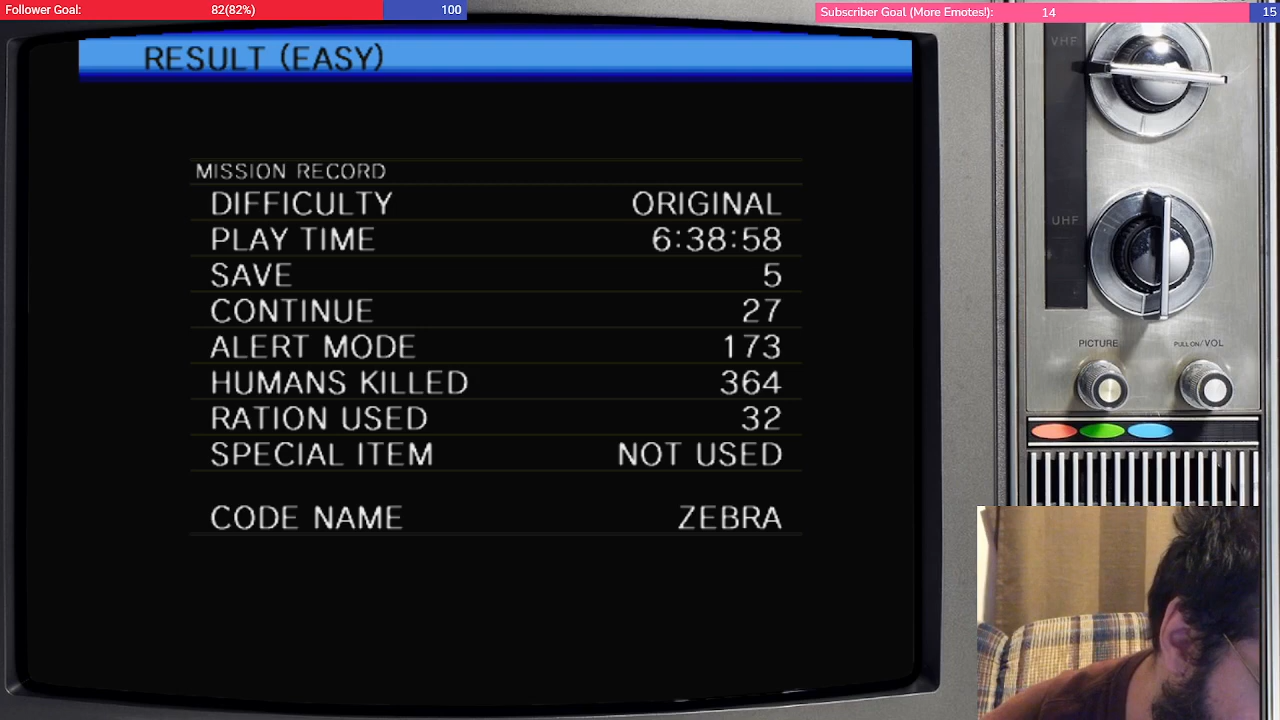 Follower Goal: 82(82%) 100
Subscriber Goal (More Emotes!): 14 15
RESULT (EASY)
MISSION RECORD
DIFFICULTY ORIGINAL
PLAY TIME 6:38:58
SAVE 5
CONTINUE 27
ALERT MODE 173
HUMANS KILLED 364
RATION USED 32
SPECIAL ITEM NOT USED
CODE NAME ZEBRA
VHF
UHF
PICTURE PULL ON/VOL